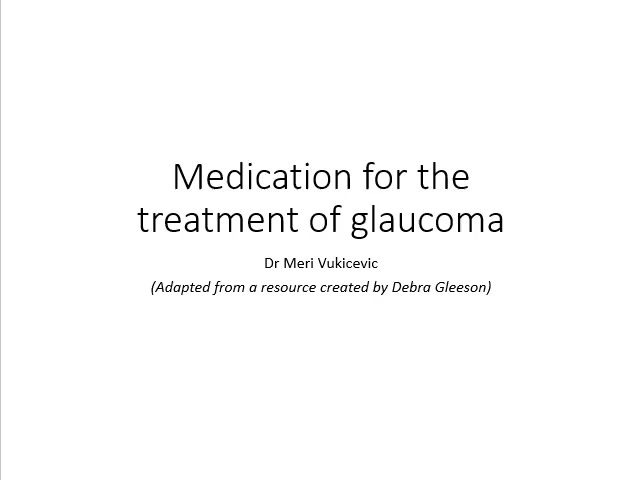 Medication for the
treatment of glaucoma
Dr Meri Vukicevic
(Adapted from a resource created by Debra Gleeson)